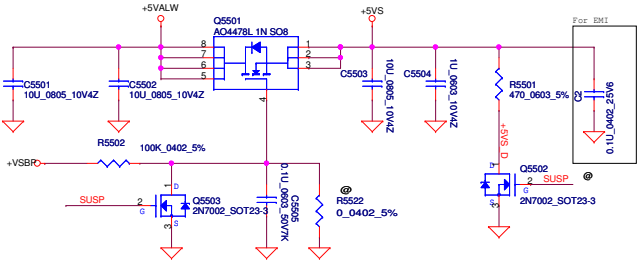 +5VALW
+5VS
Q5501
AO4478L 1N SO8
For EMI
8
7
6
5
1
2
3
4
C5501
10U_0805_10V4Z
C5502
10U_0805_10V4Z
C5503
10U_0805_10V4Z
C5504
1U_0603_10V4Z
R5501
470_0603_5%
C2
0.1U_0402_25V6
+5VS_D
R5502
100K_0402_5%
+VSBP
SUSP
2
G
1
D
3
S
Q5503
2N7002_SOT23-3
C5505
0.1U_0603_50V7K
@
R5522
0_0402_5%
Q5502
2N7002_SOT23-3
1
D
3
S
2
G
SUSP
@